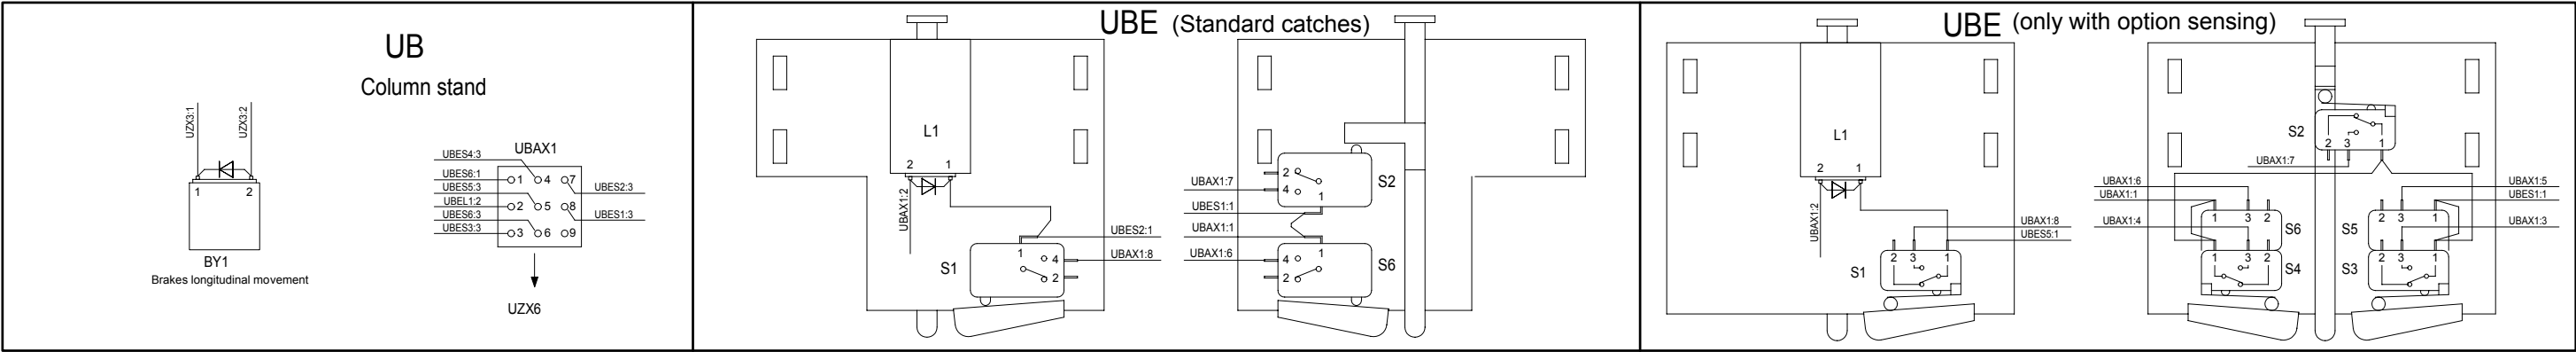 UB
Column stand
UZX3:1
UZX3:2
1 2
BY1
Brakes longitudinal movement
UBAX1
UBES4:3
UBES6:1
UBES5:3
UBEL1:2
UBES6:3
UBES3:3
1 4 7
2 5 8
3 6 9
UBES2:3
UBES1:3
UZX6
UBE (Standard catches)
L1
2 1
UBAX1:2
UBES2:1
UBAX1:8
S1
1 4
2
UBAX1:7
UBES1:1
UBAX1:1
UBAX1:6
2
4
1
S2
4 1
2
S6
UBE (only with option sensing)
L1
2 1
UBAX1:2
UBAX1:8
UBES5:1
S1
2 3 1
S2
2 3 1
UBAX1:7
UBAX1:6
UBAX1:1
UBAX1:4
UBAX1:5
UBES1:1
UBAX1:3
1 3 2
S6
S5
2 3 1
1 3 2
S4
S3
2 3 1